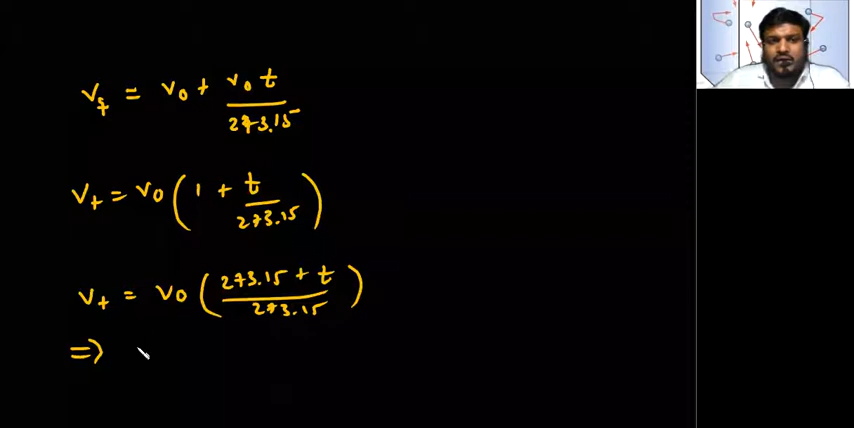 Vt = V0 + V0 t / 273.15
Vt = V0 ( 1 + t / 273.15 )
Vt = V0 ( 273.15 + t / 273.15 )
⇒